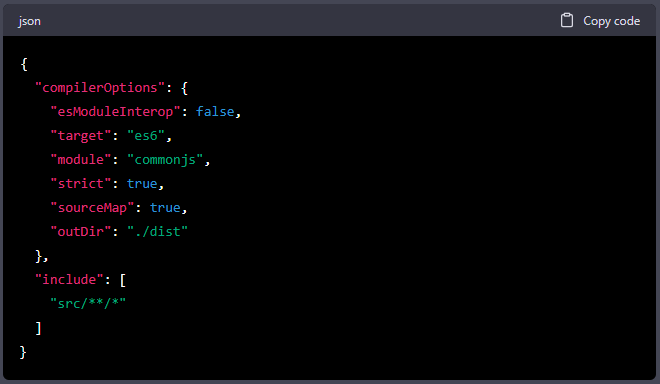 json Copy code
{
  "compilerOptions": {
    "esModuleInterop": false,
    "target": "es6",
    "module": "commonjs",
    "strict": true,
    "sourceMap": true,
    "outDir": "./dist"
  },
  "include": [
    "src/**/*"
  ]
}